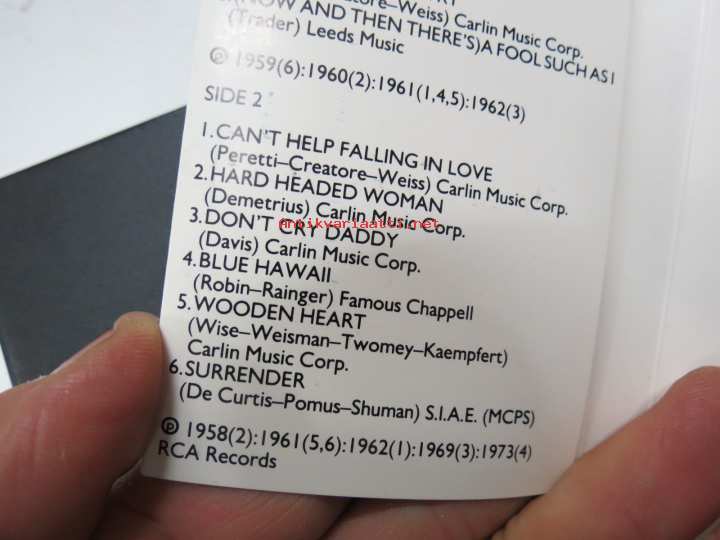 –Weiss) Carlin Music Corp.
NOW AND THEN THERE'S)A FOOL SUCH AS I
(Trader) Leeds Music
℗ 1959(6):1960(2):1961(1,4,5):1962(3)
SIDE 2
1.CAN'T HELP FALLING IN LOVE
(Peretti–Creatore–Weiss) Carlin Music Corp.
2.HARD HEADED WOMAN
(Demetrius) Carlin Music Corp.
antikvariaatti.net
3.DON'T CRY DADDY
(Davis) Carlin Music Corp.
4.BLUE HAWAII
(Robin–Rainger) Famous Chappell
5.WOODEN HEART
(Wise–Weisman–Twomey–Kaempfert)
Carlin Music Corp.
6.SURRENDER
(De Curtis–Pomus–Shuman) S.I.A.E. (MCPS)
℗ 1958(2):1961(5,6):1962(1):1969(3):1973(4)
RCA Records